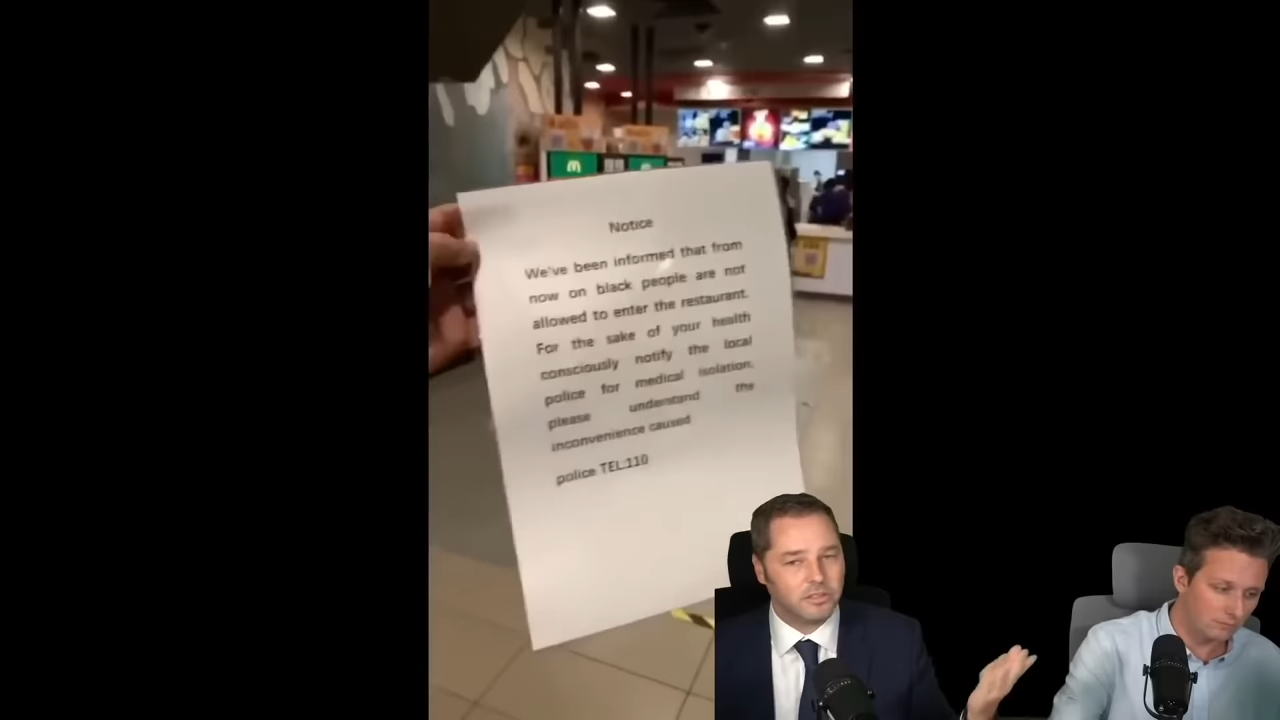 Notice
We've been informed that from
now on black people are not
allowed to enter the restaurant.
For the sake of your health
consciously notify the local
police for medical isolation.
please understand the
inconvenience caused
police TEL:110